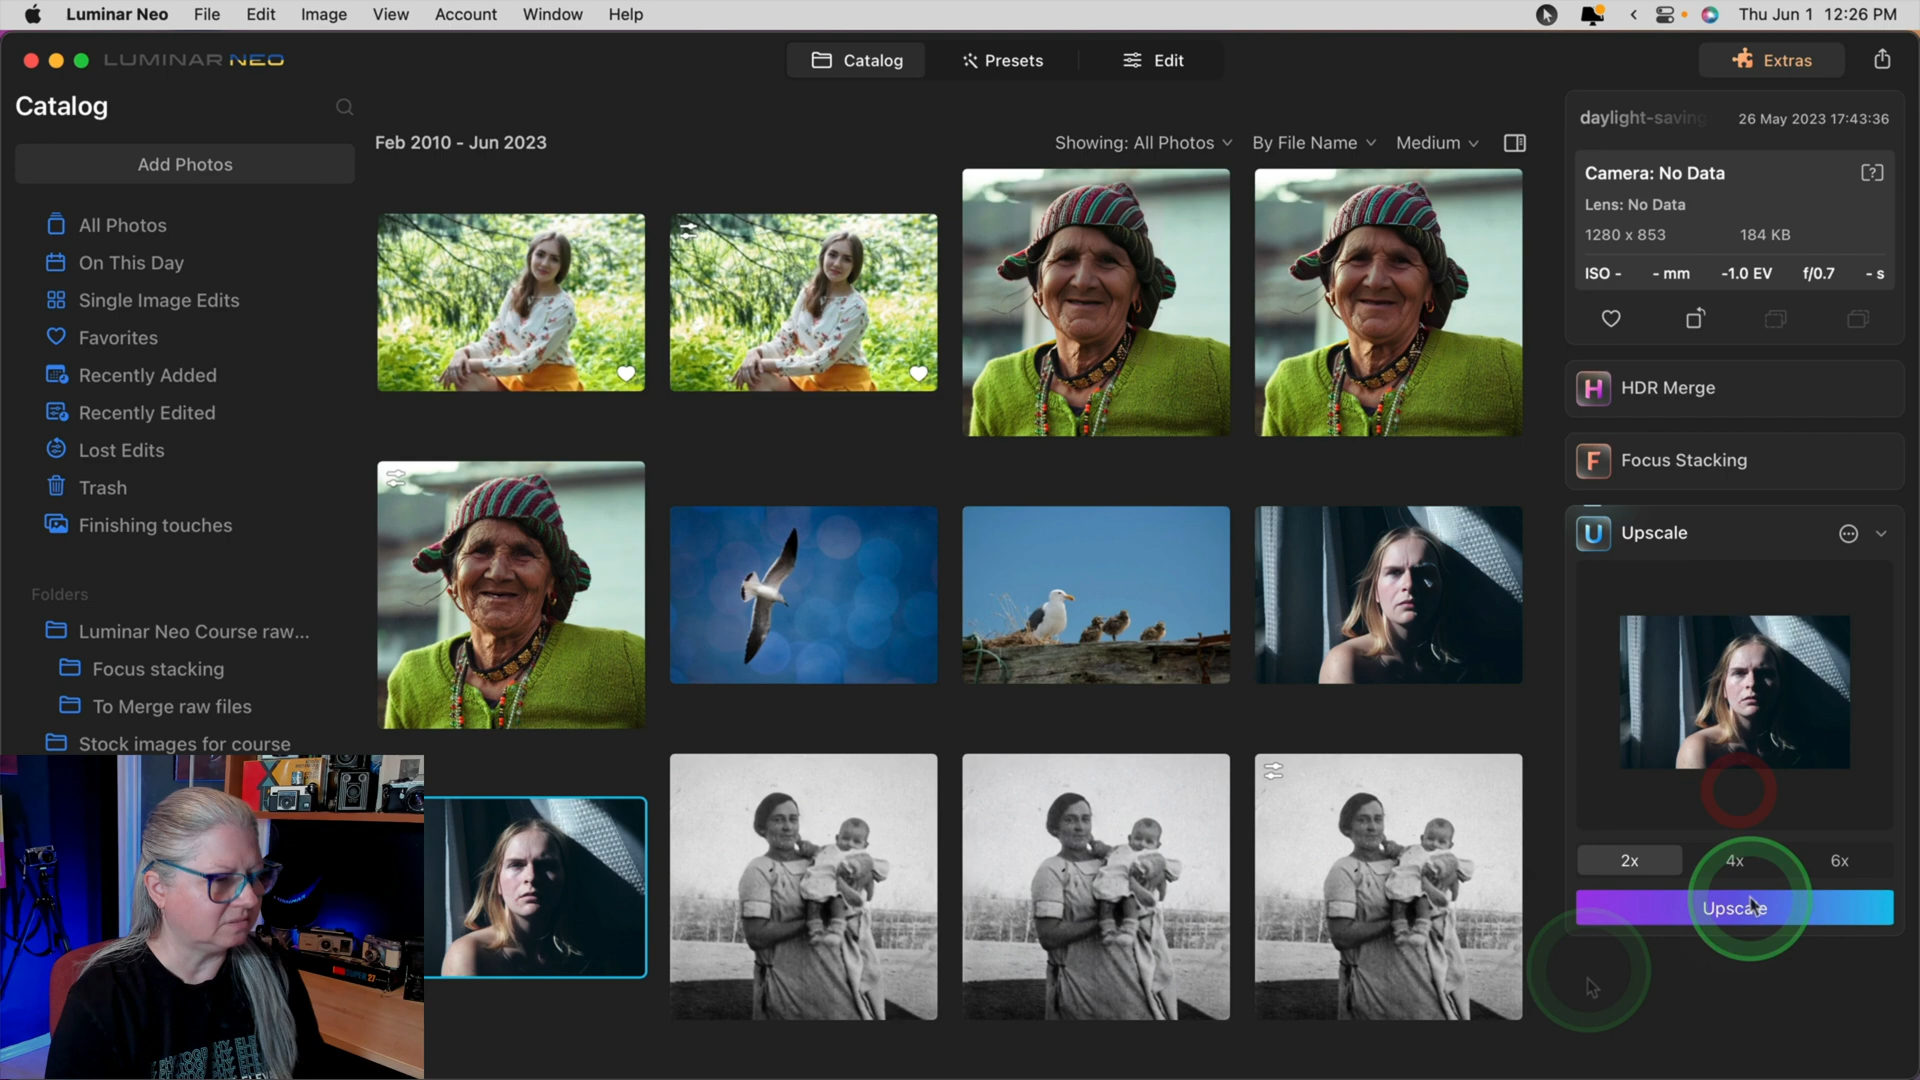 Luminar Neo File Edit Image View Account Window Help Thu Jun 1 12:26 PM
LUMINAR NEO
Catalog Presets Edit
Extras
Catalog
Add Photos
All Photos
On This Day
Single Image Edits
Favorites
Recently Added
Recently Edited
Lost Edits
Trash
Finishing touches
Folders
Luminar Neo Course raw...
Focus stacking
To Merge raw files
Stock images for course
Feb 2010 - Jun 2023 Showing: All Photos By File Name Medium
daylight-saving 26 May 2023 17:43:36
Camera: No Data
Lens: No Data
1280 x 853 184 KB
ISO - - mm -1.0 EV f/0.7 - s
H HDR Merge
F Focus Stacking
U Upscale
2x 4x 6x
Upscale